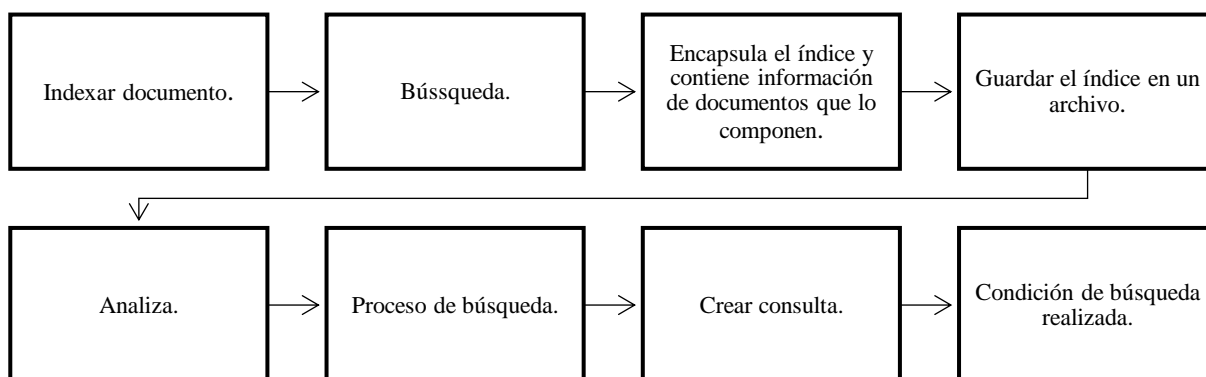 Indexar documento.
Bússqueda.
Encapsula el índice y
contiene información
de documentos que lo
componen.
Guardar el índice en un
archivo.
Analiza.
Proceso de búsqueda.
Crear consulta.
Condición de búsqueda
realizada.